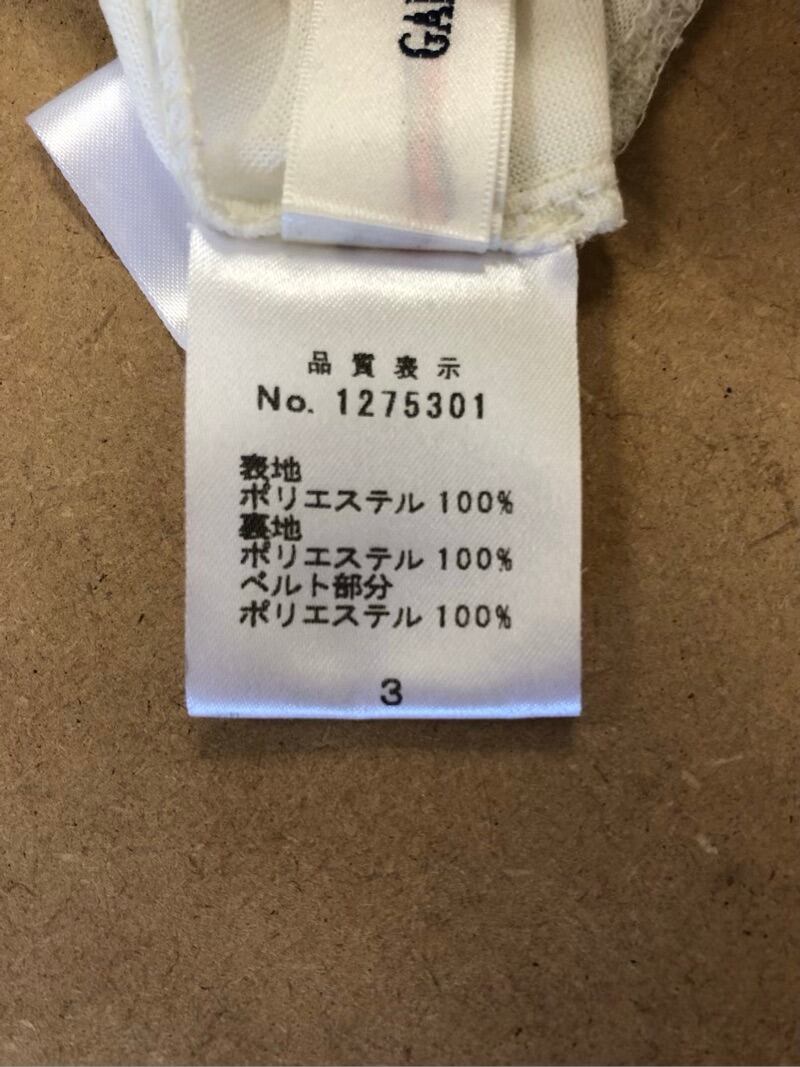 GA
品質表示
No. 1275301
表地
ポリエステル 100%
裏地
ポリエステル 100%
ベルト部分
ポリエステル 100%
3